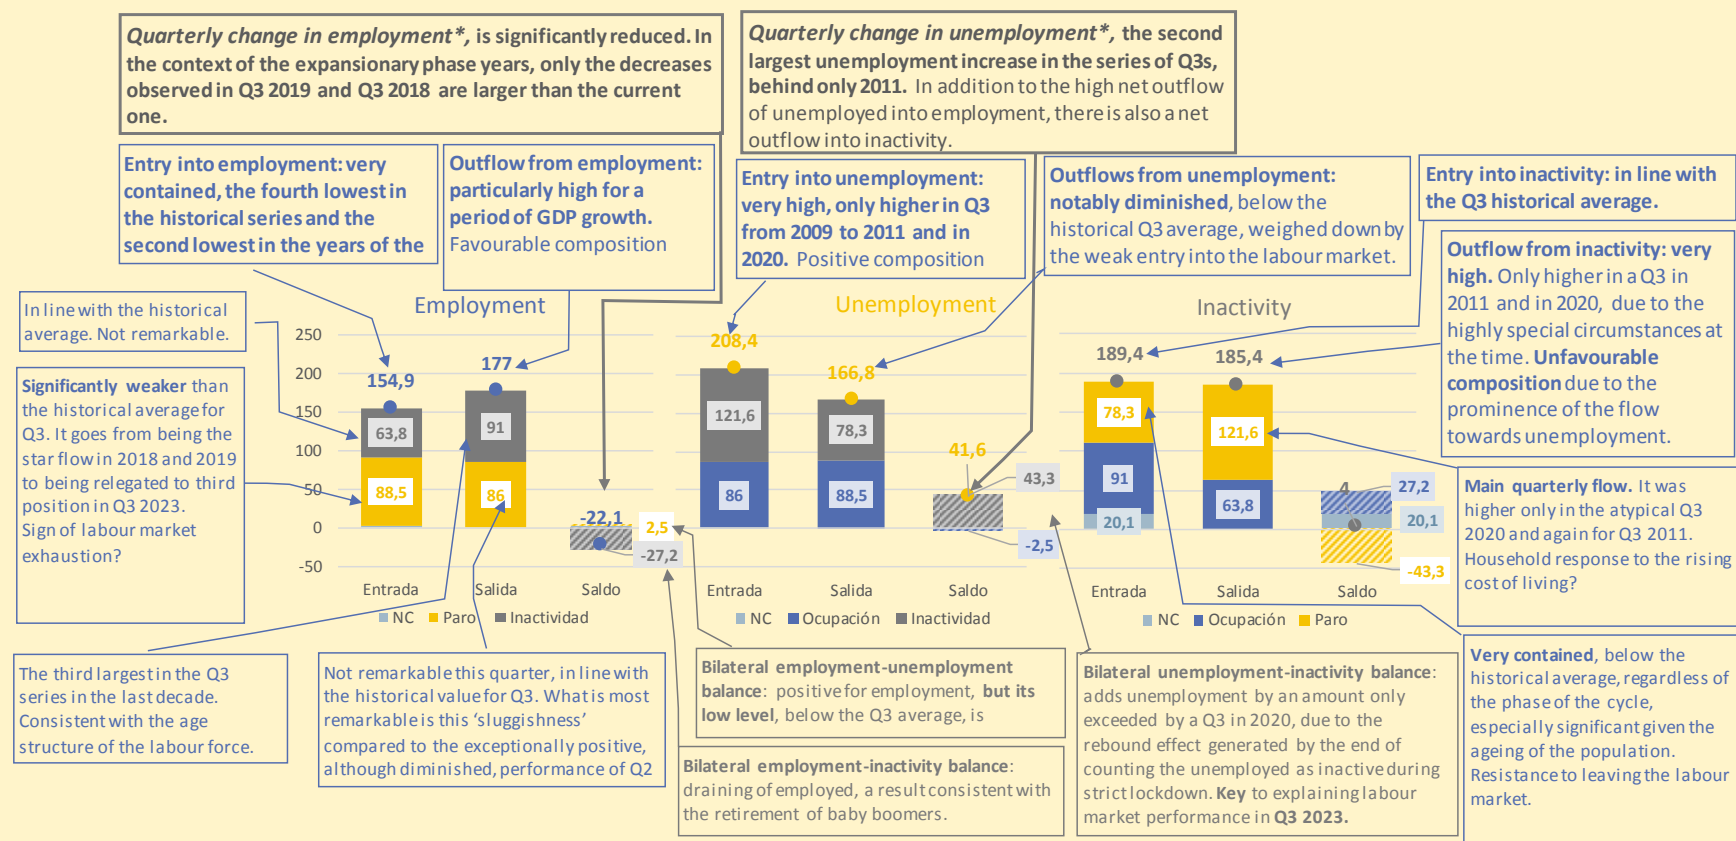 Quarterly change in employment*, is significantly reduced. In
the context of the expansionary phase years, only the decreases
observed in Q3 2019 and Q3 2018 are larger than the current
one.
Quarterly change in unemployment*, the second
largest unemployment increase in the series of Q3s,
behind only 2011. In addition to the high net outflow
of unemployed into employment, there is also a net
outflow into inactivity.
Entry into employment: very
contained, the fourth lowest in
the historical series and the
second lowest in the years of the
Outflow from employment:
particularly high for a
period of GDP growth.
Favourable composition
Entry into unemployment:
very high, only higher in Q3
from 2009 to 2011 and in
2020. Positive composition
Outflows from unemployment:
notably diminished, below the
historical Q3 average, weighed down by
the weak entry into the labour market.
Entry into inactivity: in line with
the Q3 historical average.
Outflow from inactivity: very
high. Only higher in a Q3 in
2011 and in 2020, due to the
highly special circumstances at
the time. Unfavourable
composition due to the
prominence of the flow
towards unemployment.
In line with the historical
average. Not remarkable.
Significantly weaker than
the historical average for
Q3. It goes from being the
star flow in 2018 and 2019
to being relegated to third
position in Q3 2023.
Sign of labour market
exhaustion?
Employment
250
200
150
100
50
0
-50
154,9
63,8
88,5
177
91
86
-22,1
2,5
-27,2
Entrada
Salida
Saldo
NC
Paro
Inactividad
Unemployment
208,4
121,6
86
166,8
78,3
88,5
41,6
43,3
-2,5
Entrada
Salida
Saldo
NC
Ocupación
Inactividad
Inactivity
189,4
78,3
91
20,1
185,4
121,6
63,8
4
27,2
20,1
-43,3
Entrada
Salida
Saldo
NC
Ocupación
Paro
Main quarterly flow. It was
higher only in the atypical Q3
2020 and again for Q3 2011.
Household response to the rising
cost of living?
The third largest in the Q3
series in the last decade.
Consistent with the age
structure of the labour force.
Not remarkable this quarter, in line with
the historical value for Q3. What is most
remarkable is this ‘sluggishness’
compared to the exceptionally positive,
although diminished, performance of Q2
Bilateral employment-unemployment
balance: positive for employment, but its
low level, below the Q3 average, is
Bilateral employment-inactivity balance:
draining of employed, a result consistent with
the retirement of baby boomers.
Bilateral unemployment-inactivity balance:
adds unemployment by an amount only
exceeded by a Q3 in 2020, due to the
rebound effect generated by the end of
counting the unemployed as inactive during
strict lockdown. Key to explaining labour
market performance in Q3 2023.
Very contained, below the
historical average, regardless of
the phase of the cycle,
especially significant given the
ageing of the population.
Resistance to leaving the labour
market.